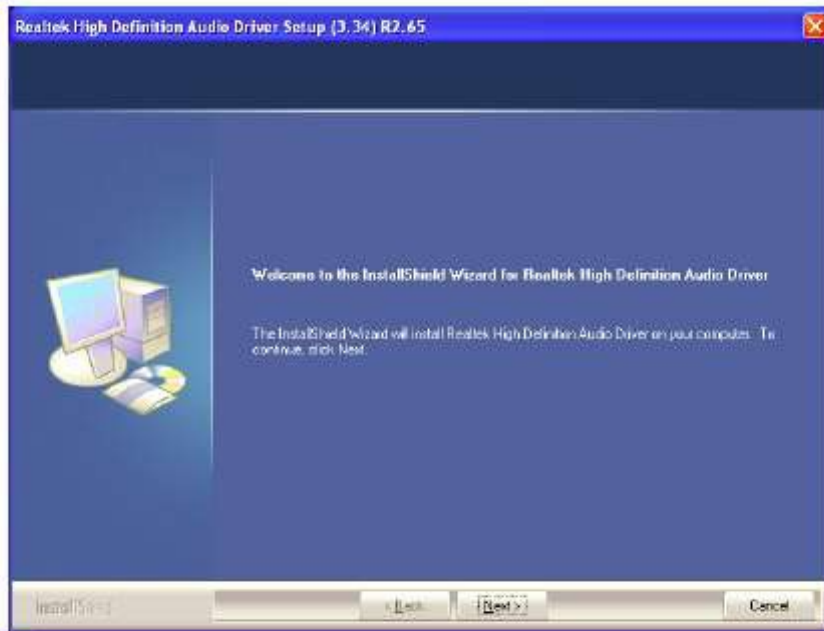 Realtek High Definition Audio Driver Setup (3.34) R2.65
Welcome to the InstallShield Wizard for Realtek High Definition Audio Driver
The InstallShield Wizard will install Realtek High Definition Audio Driver on your computer. To
continue, click Next.
InstallShield
< Back
Next >
Cancel